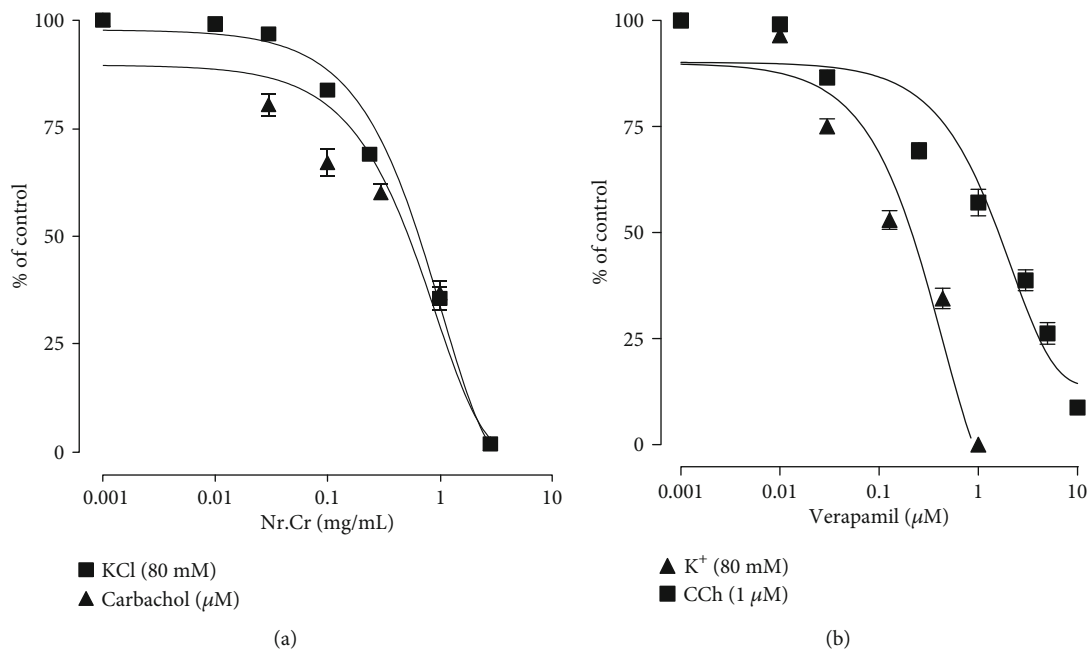 100
75
50
25
0
% of control
0.001 0.01 0.1 1 10
Nr.Cr (mg/mL)
■ KCl (80 mM)
▲ Carbachol (μM)
(a)
100
75
50
25
0
% of control
0.001 0.01 0.1 1 10
Verapamil (μM)
▲ K⁺ (80 mM)
■ CCh (1 μM)
(b)